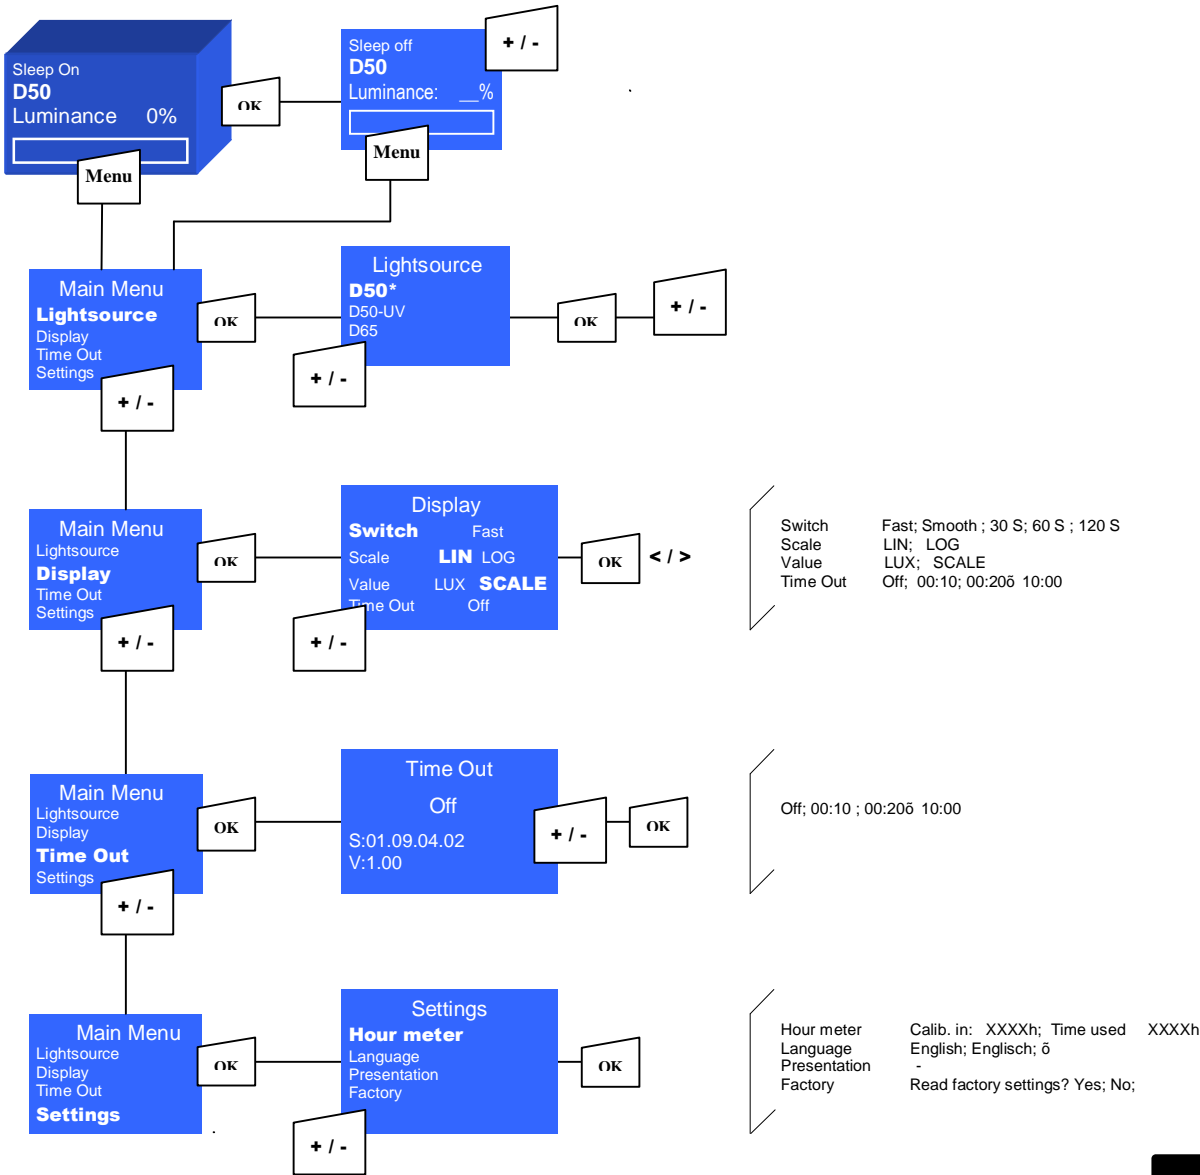 Sleep On
D50
Luminance 0%
Menu
OK
Sleep off
D50
Luminance: __%
+ / -
Menu
Main Menu
Lightsource
Display
Time Out
Settings
+ / -
OK
Lightsource
D50*
D50-UV
D65
+ / -
OK
+ / -
Main Menu
Lightsource
Display
Time Out
Settings
+ / -
OK
Display
Switch Fast
Scale LIN LOG
Value LUX SCALE
Time Out Off
+ / -
OK
< / >
Switch Fast; Smooth ; 30 S; 60 S ; 120 S
Scale LIN; LOG
Value LUX; SCALE
Time Out Off; 00:10; 00:20õ 10:00
Main Menu
Lightsource
Display
Time Out
Settings
+ / -
OK
Time Out
Off
S:01.09.04.02
V:1.00
+ / -
OK
Off; 00:10 ; 00:20õ 10:00
Main Menu
Lightsource
Display
Time Out
Settings
OK
Settings
Hour meter
Language
Presentation
Factory
+ / -
OK
Hour meter Calib. in: XXXXh; Time used XXXXh
Language English; Englisch; õ
Presentation -
Factory Read factory settings? Yes; No;